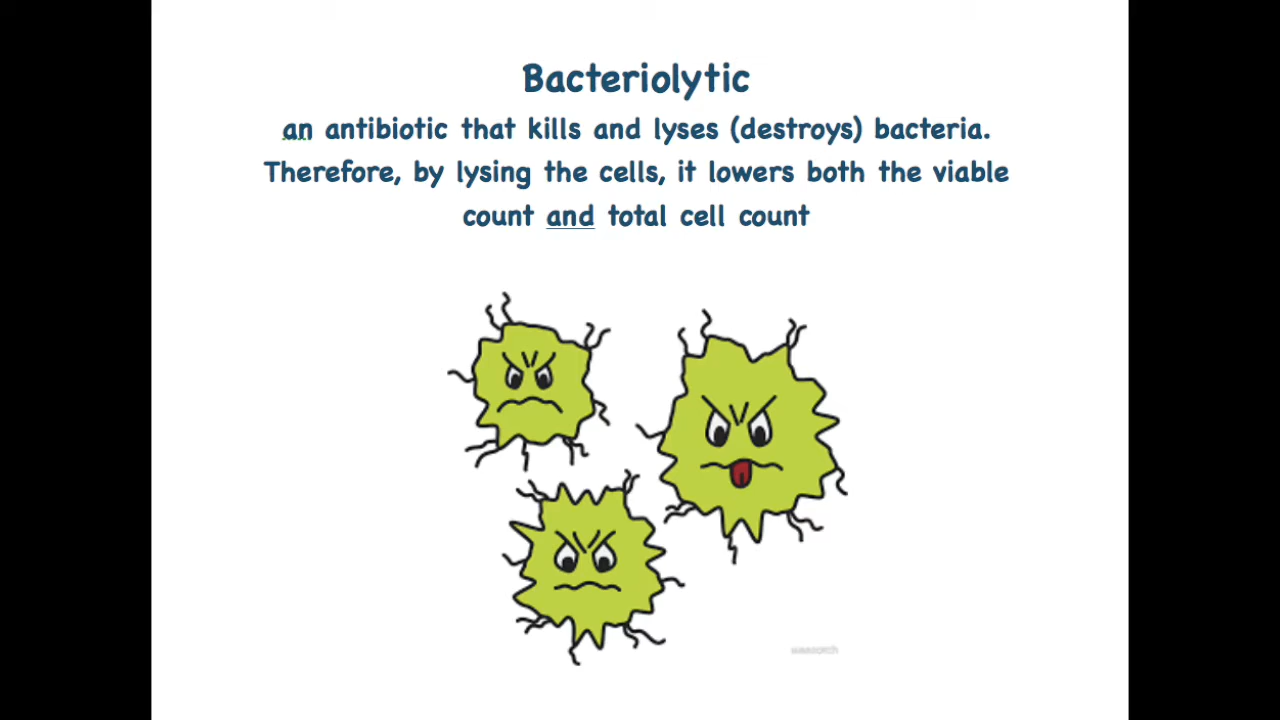 Bacteriolytic
an antibiotic that kills and lyses (destroys) bacteria.
Therefore, by lysing the cells, it lowers both the viable
count and total cell count